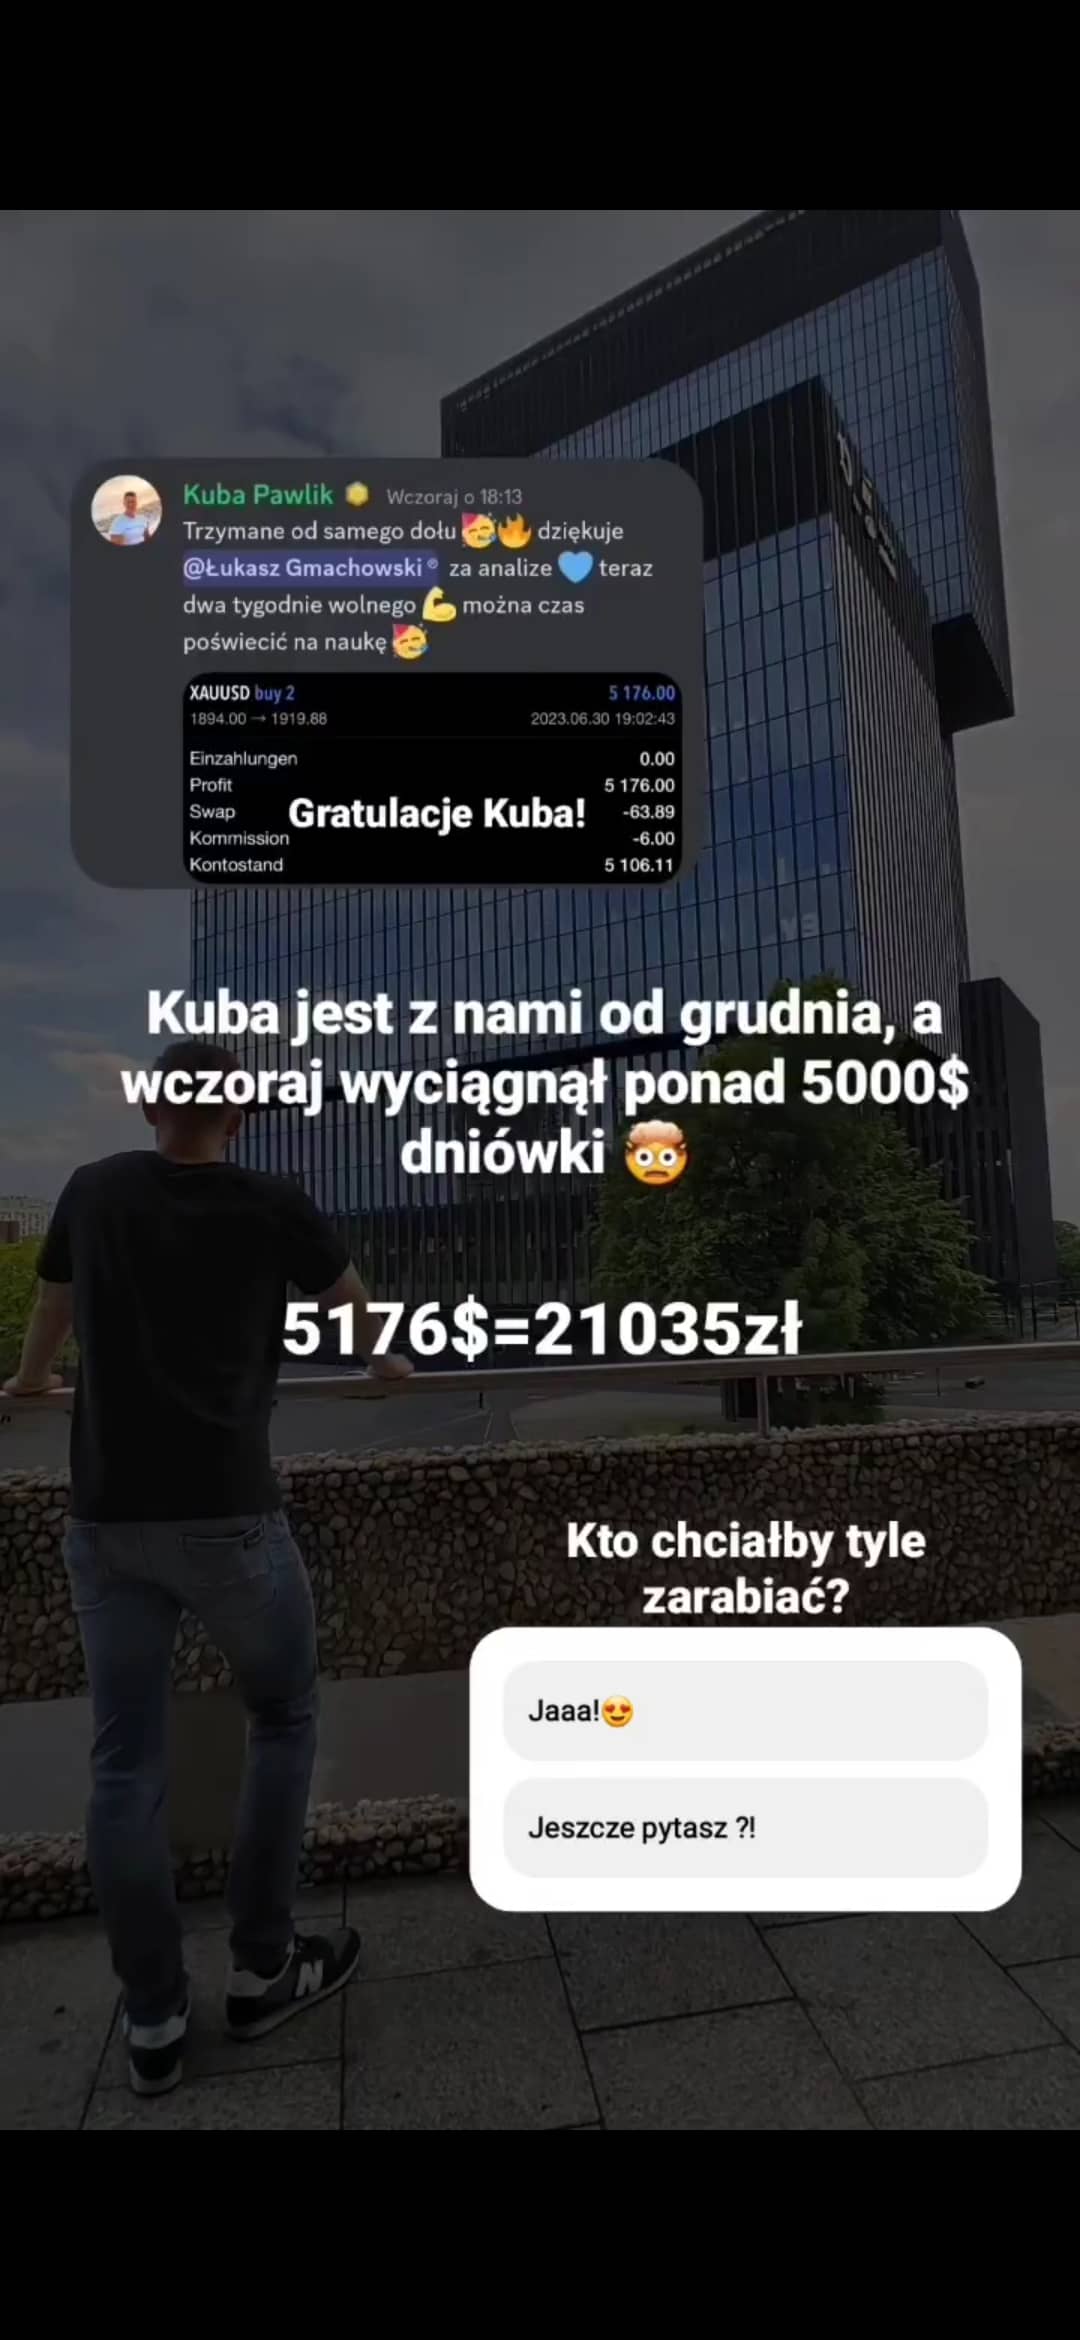 Kuba Pawlik Wczoraj o 18:13
Trzymane od samego dołu🥳🔥 dziękuje
@Łukasz Gmachowski® za analize 🩵 teraz
dwa tygodnie wolnego 💪 można czas
poświecić na naukę 🥳
XAUUSD buy 2 5 176.00
1894.00 → 1919.88 2023.06.30 19:02:43
Einzahlungen 0.00
Profit 5 176.00
Swap -63.89
Gratulacje Kuba!
Kommission -6.00
Kontostand 5 106.11
Kuba jest z nami od grudnia, a
wczoraj wyciągnął ponad 5000$
dniówki 🤯
5176$=21035zł
Kto chciałby tyle
zarabiać?
Jaaa!😍
Jeszcze pytasz ?!
N